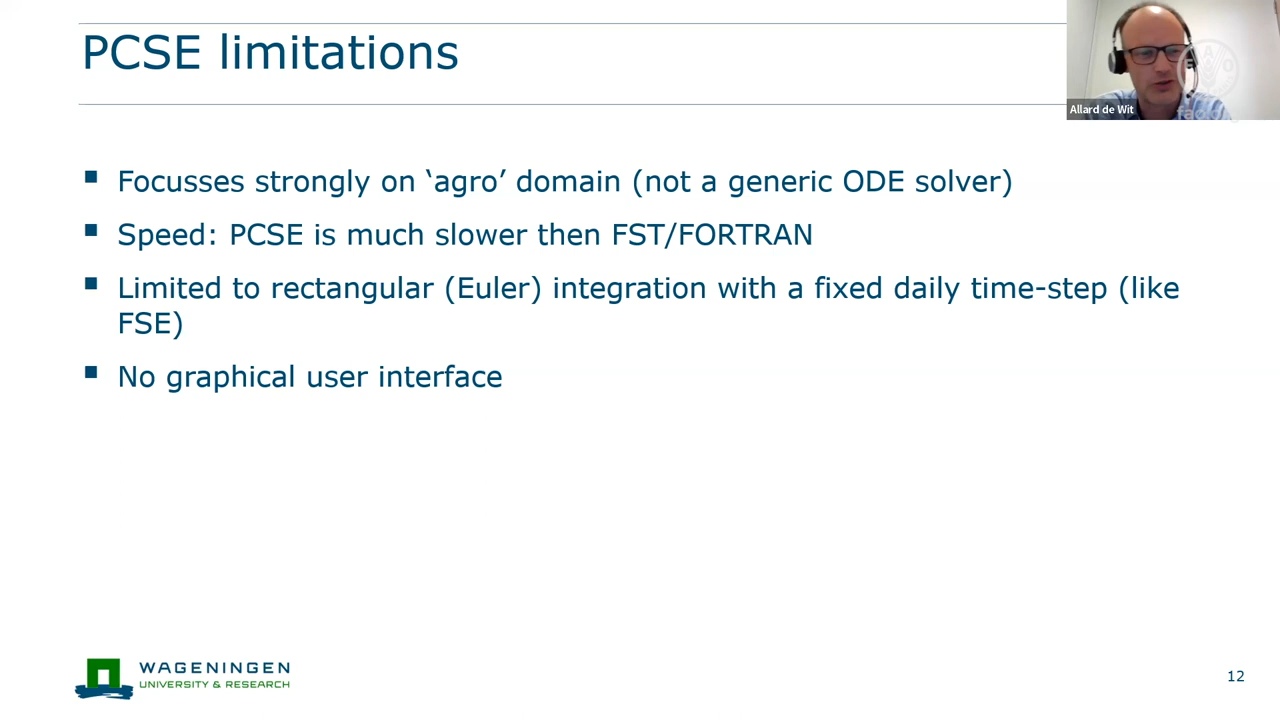 PCSE limitations
Allard de Wit
FAO
▪ Focusses strongly on ‘agro’ domain (not a generic ODE solver)
▪ Speed: PCSE is much slower then FST/FORTRAN
▪ Limited to rectangular (Euler) integration with a fixed daily time-step (like
FSE)
▪ No graphical user interface
WAGENINGEN
UNIVERSITY & RESEARCH
12